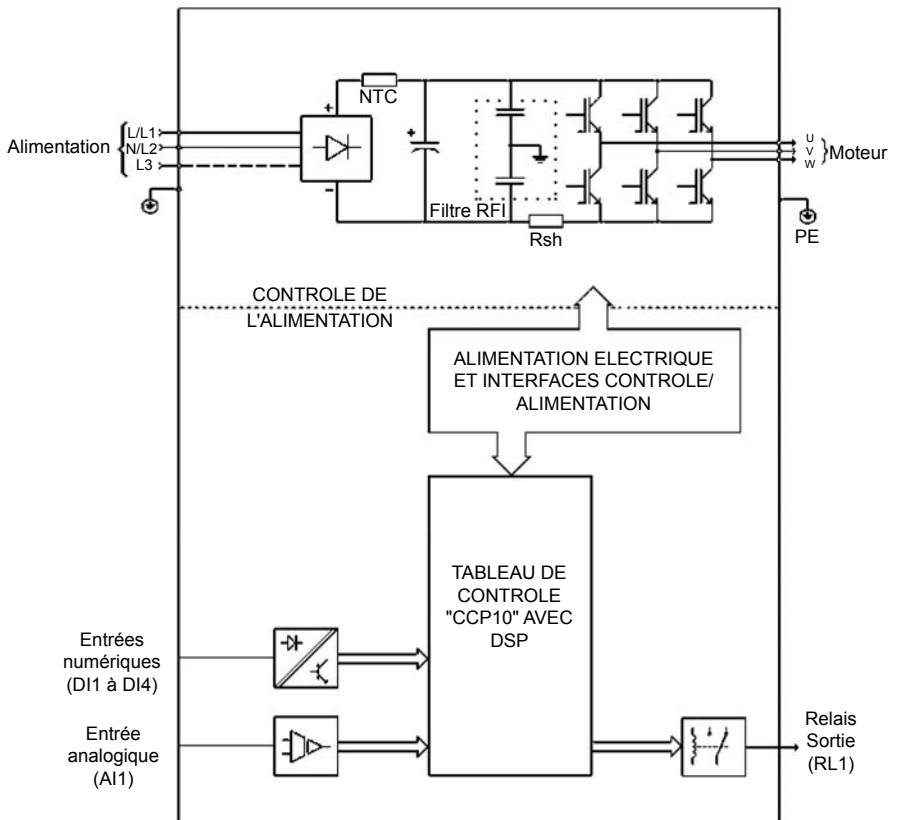 NTC
Alimentation
L/L1
N/L2
L3
U
V
W
Moteur
Filtre RFI
Rsh
PE
CONTROLE DE
L'ALIMENTATION
ALIMENTATION ELECTRIQUE
ET INTERFACES CONTROLE/
ALIMENTATION
TABLEAU DE
CONTROLE
"CCP10" AVEC
DSP
Entrées
numériques
(DI1 à DI4)
Entrée
analogique
(AI1)
Relais
Sortie
(RL1)